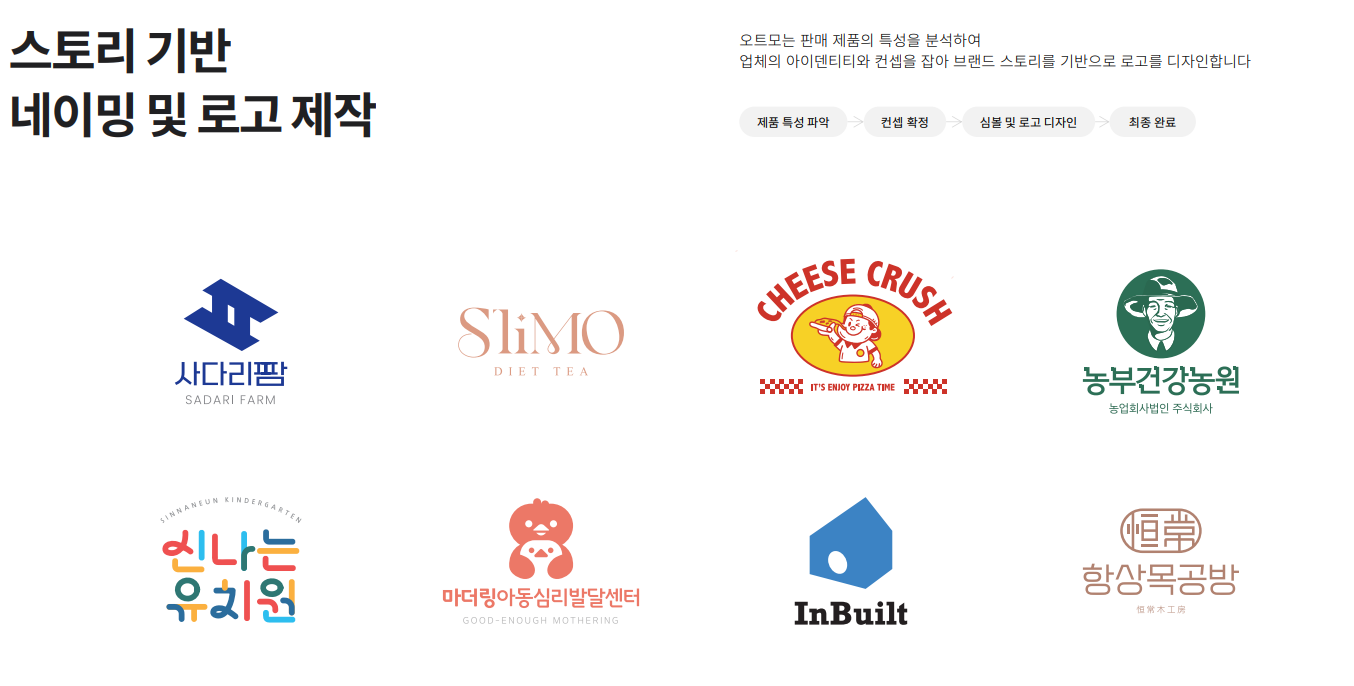 스토리 기반
네이밍 및 로고 제작
오트모는 판매 제품의 특성을 분석하여
업체의 아이덴티티와 컨셉을 잡아 브랜드 스토리를 기반으로 로고를 디자인합니다
제품 특성 파악
컨셉 확정
심볼 및 로고 디자인
최종 완료
사다리팜
SADARI FARM
SliMO
DIET TEA
CHEESE CRUSH
IT'S ENJOY PIZZA TIME
농부건강농원
농업회사법인 주식회사
SINNANEUN KINDERGARTEN
신나는
유치원
마더링아동심리발달센터
GOOD-ENOUGH MOTHERING
InBuilt
恒常
항상목공방
恒常木工房